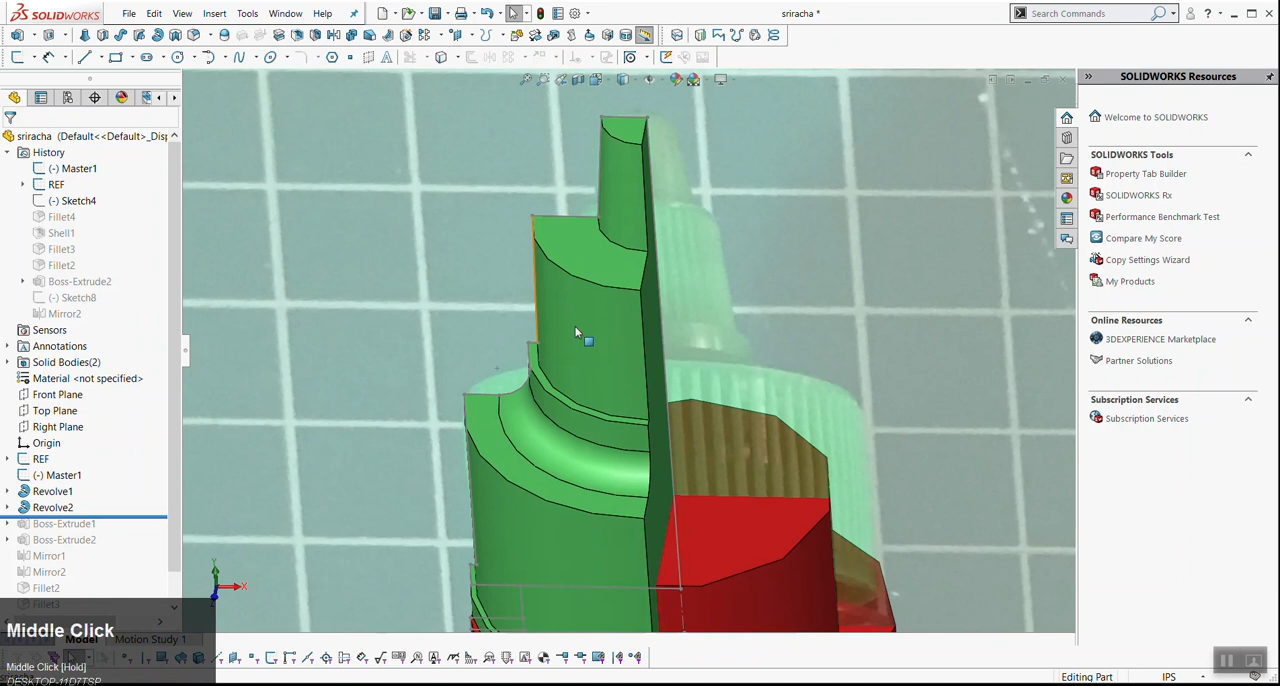 SOLIDWORKS File Edit View Insert Tools Window Help sriracha * Search Commands
SOLIDWORKS Resources
sriracha (Default<<Default>_Disp
History
(-) Master1
REF
(-) Sketch4
Fillet4
Shell1
Fillet3
Fillet2
Boss-Extrude2
(-) Sketch8
Mirror2
Sensors
Annotations
Solid Bodies(2)
Material <not specified>
Front Plane
Top Plane
Right Plane
Origin
REF
(-) Master1
Revolve1
Revolve2
Boss-Extrude1
Boss-Extrude2
Mirror1
Mirror2
Fillet2
Fillet3
Y
X
Welcome to SOLIDWORKS
SOLIDWORKS Tools
Property Tab Builder
SOLIDWORKS Rx
Performance Benchmark Test
Compare My Score
Copy Settings Wizard
My Products
Online Resources
3DEXPERIENCE Marketplace
Partner Solutions
Subscription Services
Subscription Services
Middle Click
Model Motion Study 1
Middle Click [Hold]
DESKTOP-11D7TSP
Editing Part IPS